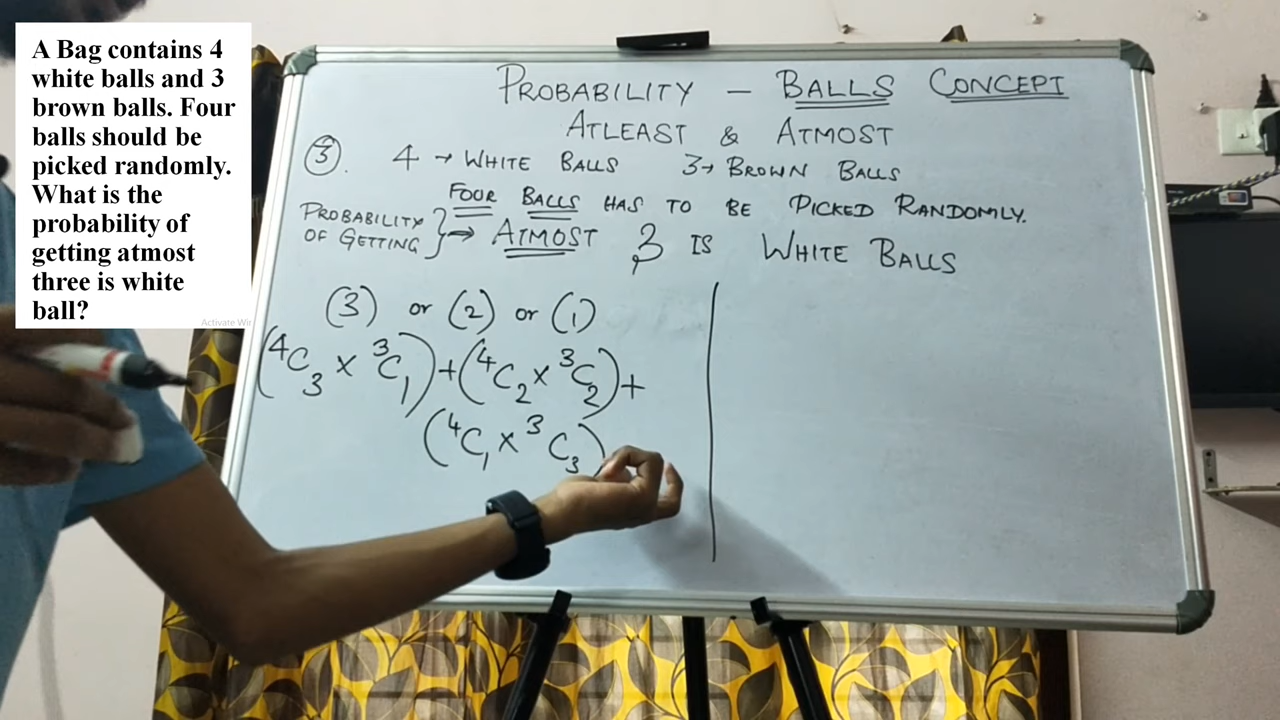 A Bag contains 4
white balls and 3
brown balls. Four
balls should be
picked randomly.
What is the
probability of
getting atmost
three is white
ball?
Activate Wi
PROBABILITY — BALLS CONCEPT
ATLEAST & ATMOST
(3). 4 → WHITE BALLS 3 → BROWN BALLS
FOUR BALLS HAS TO BE PICKED RANDOMLY.
PROBABILITY
OF GETTING } → ATMOST 3 IS WHITE BALLS
(3) or (2) or (1)
(⁴C₃ × ³C₁) + (⁴C₂ × ³C₂) +
(⁴C₁ × ³C₃)